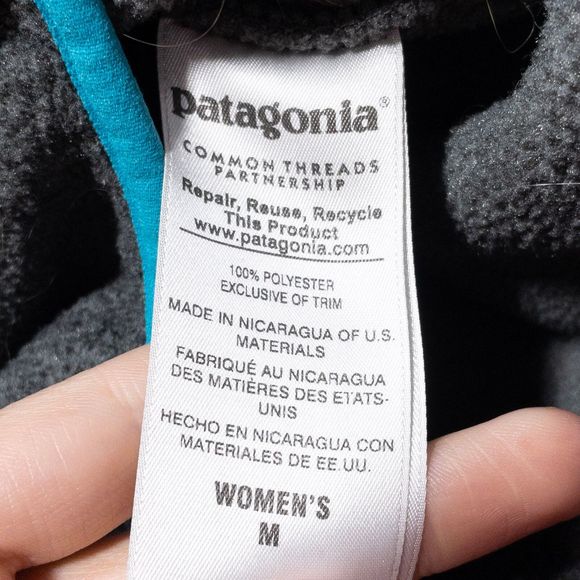 patagonia®
COMMON THREADS
PARTNERSHIP
Repair, Reuse, Recycle
This Product
www.patagonia.com
100% POLYESTER
EXCLUSIVE OF TRIM
MADE IN NICARAGUA OF U.S.
MATERIALS
FABRIQUÉ AU NICARAGUA
DES MATIÈRES DES ETATS-
UNIS
HECHO EN NICARAGUA CON
MATERIALES DE EE.UU.
WOMEN'S
M